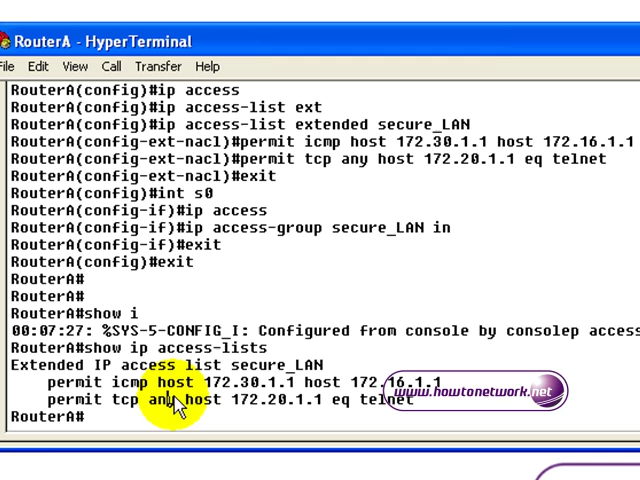 RouterA - HyperTerminal
File Edit View Call Transfer Help
RouterA(config)#ip access
RouterA(config)#ip access-list ext
RouterA(config)#ip access-list extended secure_LAN
RouterA(config-ext-nacl)#permit icmp host 172.30.1.1 host 172.16.1.1
RouterA(config-ext-nacl)#permit tcp any host 172.20.1.1 eq telnet
RouterA(config-ext-nacl)#exit
RouterA(config)#int s0
RouterA(config-if)#ip access
RouterA(config-if)#ip access-group secure_LAN in
RouterA(config-if)#exit
RouterA(config)#exit
RouterA#
RouterA#
RouterA#show i
00:07:27: %SYS-5-CONFIG_I: Configured from console by consolep access
RouterA#show ip access-lists
Extended IP access list secure_LAN
permit icmp host 172.30.1.1 host 172.16.1.1
permit tcp any host 172.20.1.1 eq telnet
RouterA#
www.howtonetwork.net